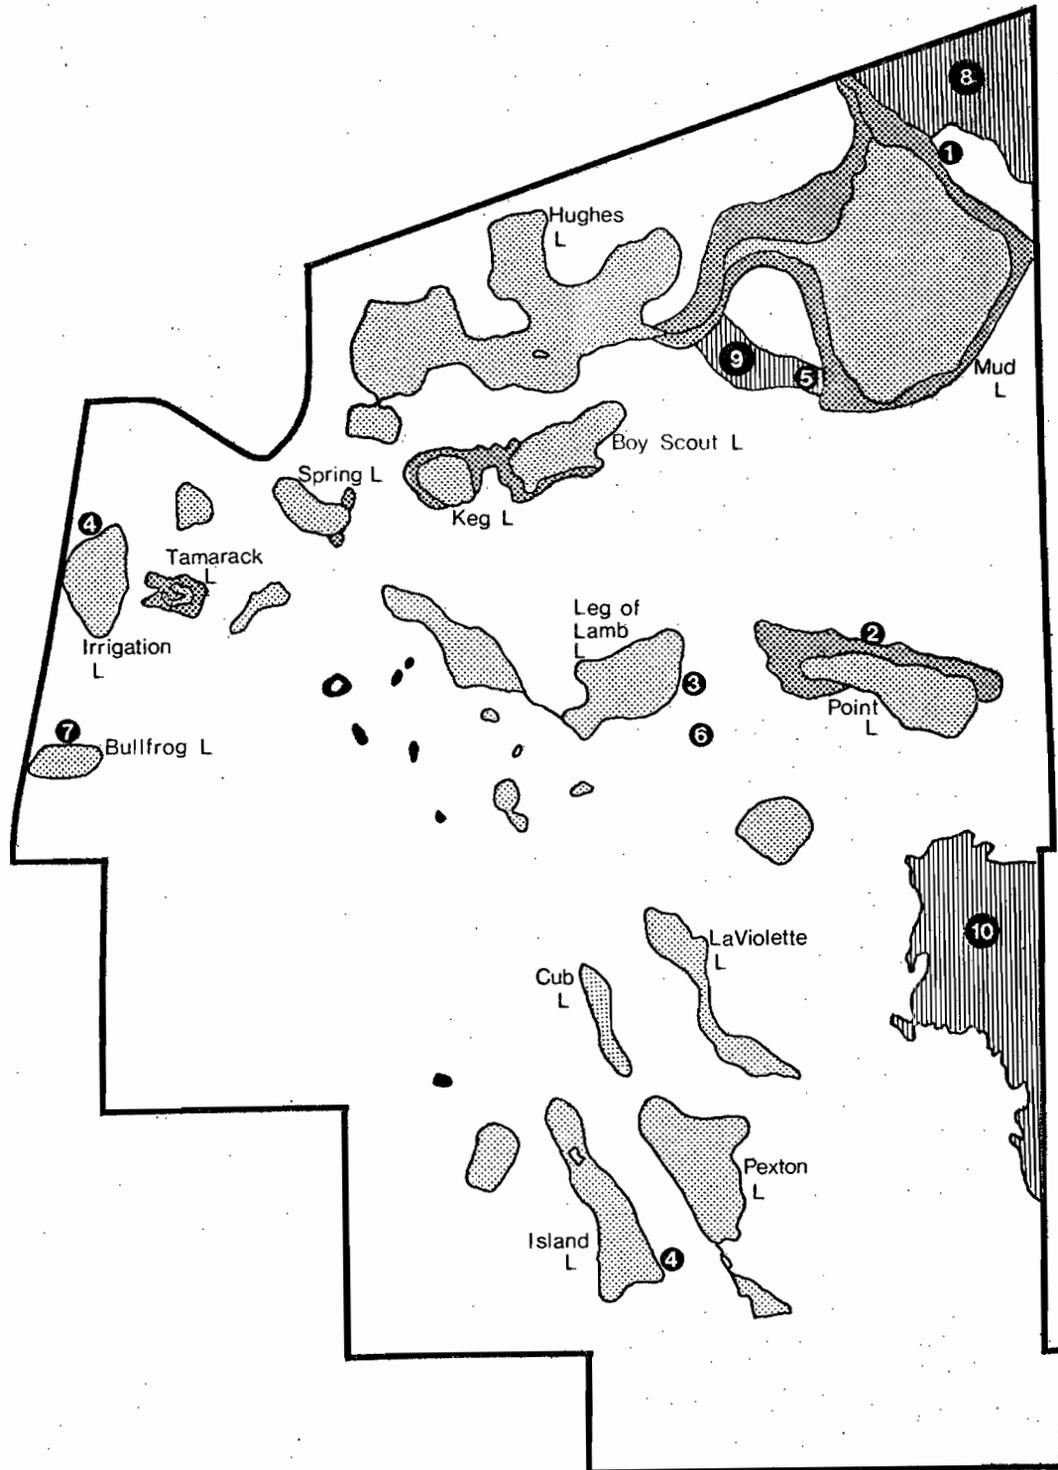 8
1
Hughes
L
9
5
Mud
L
Boy Scout L
Spring L
Keg L
4
Tamarack
L
Irrigation
L
Leg of
Lamb
L
2
3
Point
L
6
7
Bullfrog L
10
LaViolette
L
Cub
L
Pexton
L
Island
L
4